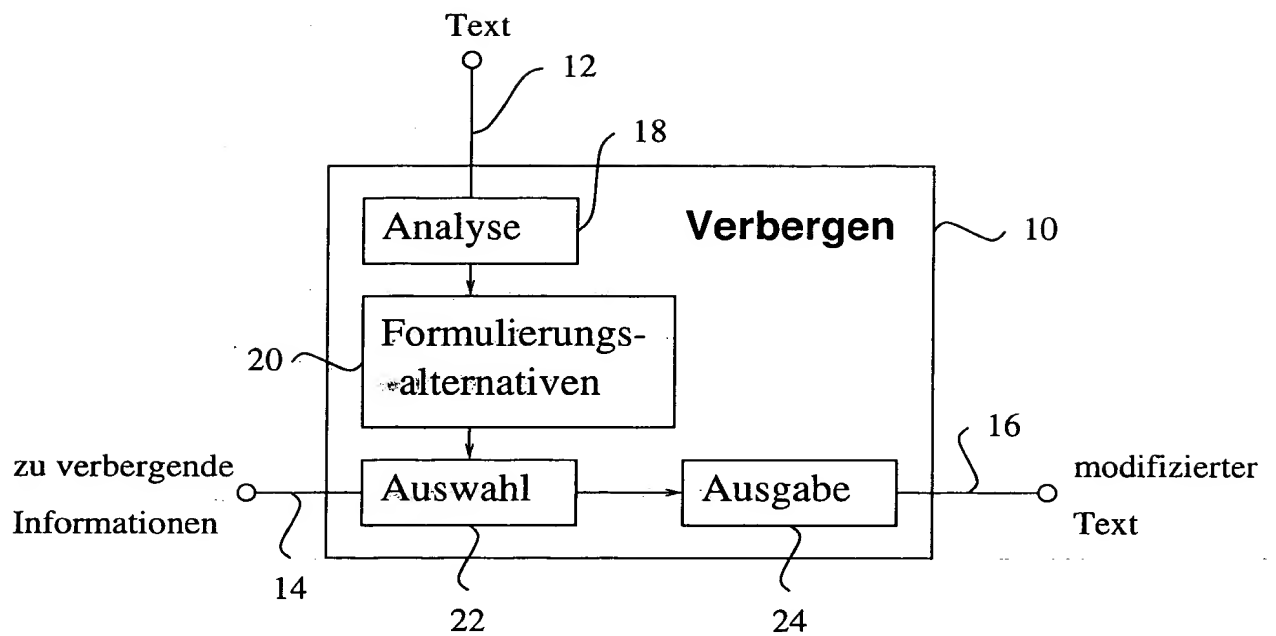 Text
12
18
Analyse
Verbergen
10
Formulierungs-
alternativen
20
16
zu verbergende
Informationen
Auswahl
Ausgabe
modifizierter
Text
14
22
24